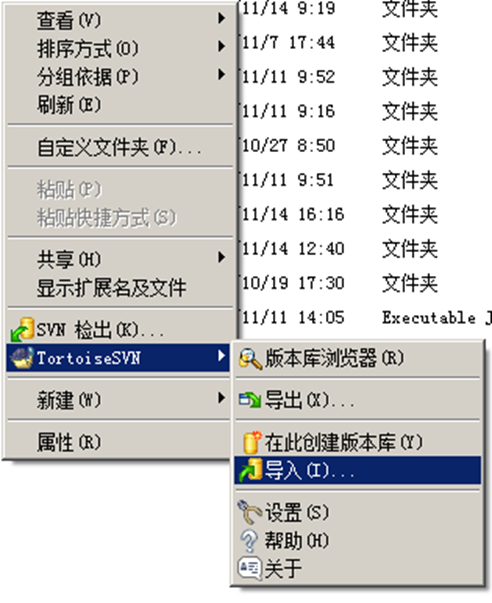 查看(V)
排序方式(O)
分组依据(P)
刷新(E)
自定义文件夹(F)...
粘贴(P)
粘贴快捷方式(S)
共享(H)
显示扩展名及文件
SVN 检出(K)...
TortoiseSVN
新建(W)
属性(R)
11/14 9:19 文件夹
11/7 17:44 文件夹
11/11 9:52 文件夹
11/11 9:16 文件夹
10/27 8:50 文件夹
11/11 9:51 文件夹
11/14 16:16 文件夹
11/14 12:40 文件夹
10/19 17:30 文件夹
11/11 14:05 Executable J
版本库浏览器(R)
导出(X)...
在此创建版本库(Y)
导入(I)...
设置(S)
帮助(H)
关于